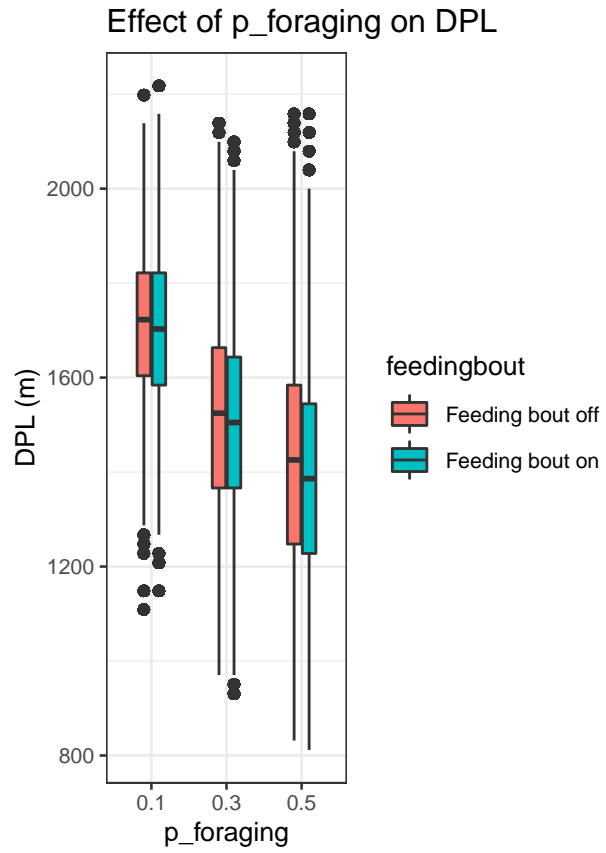 Effect of p_foraging on DPL
DPL (m)
2000
1600
1200
800
0.1 0.3 0.5
p_foraging
feedingbout
Feeding bout off
Feeding bout on